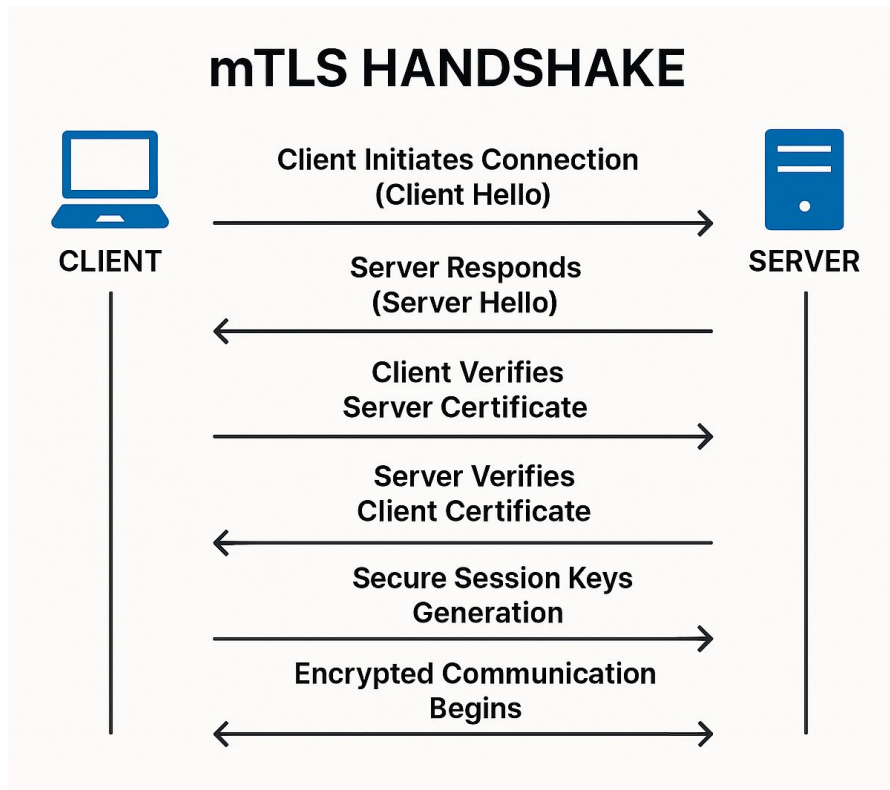 mTLS HANDSHAKE
Client Initiates Connection
(Client Hello)
CLIENT
SERVER
Server Responds
(Server Hello)
Client Verifies
Server Certificate
Server Verifies
Client Certificate
Secure Session Keys
Generation
Encrypted Communication
Begins